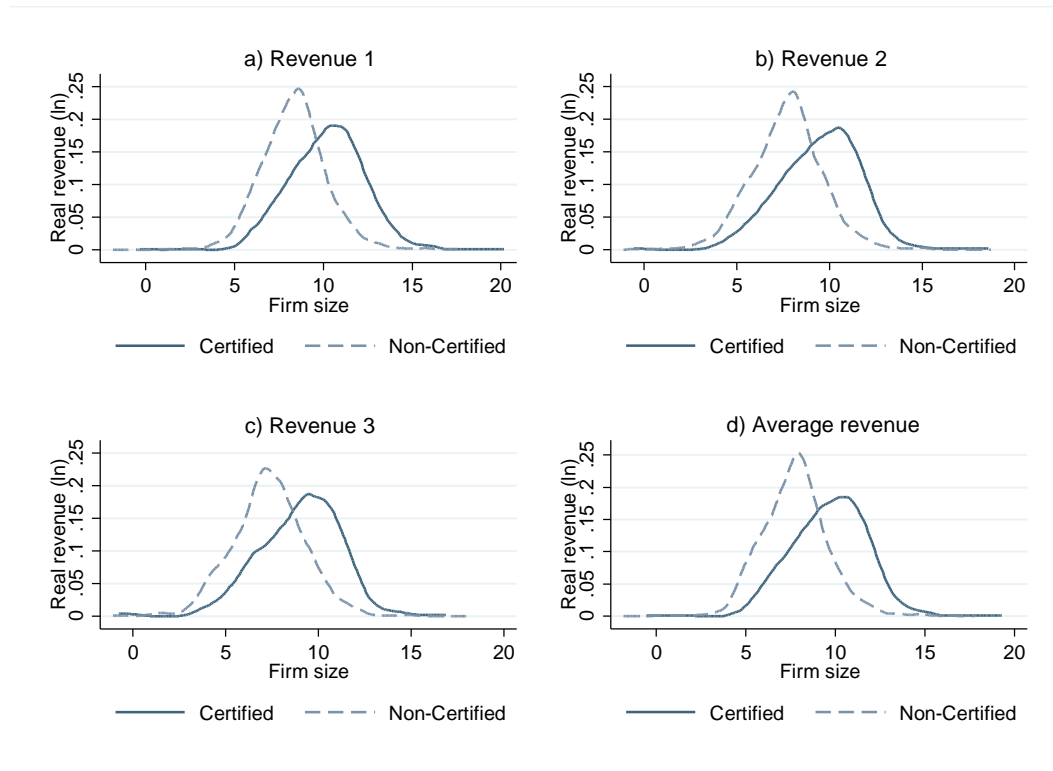 a) Revenue 1
Real revenue (ln)
0 .05 .1 .15 .2 .25
0 5 10 15 20
Firm size
Certified Non-Certified
b) Revenue 2
Real revenue (ln)
0 .05 .1 .15 .2 .25
0 5 10 15 20
Firm size
Certified Non-Certified
c) Revenue 3
Real revenue (ln)
0 .05 .1 .15 .2 .25
0 5 10 15 20
Firm size
Certified Non-Certified
d) Average revenue
Real revenue (ln)
0 .05 .1 .15 .2 .25
0 5 10 15 20
Firm size
Certified Non-Certified